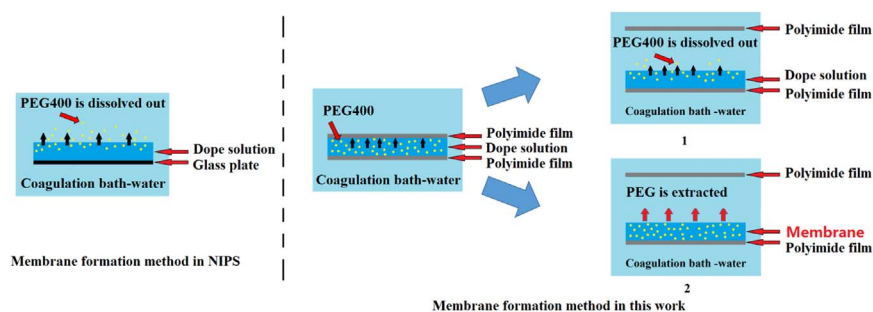 PEG400 is dissolved out
Dope solution
Glass plate
Coagulation bath-water
Membrane formation method in NIPS
PEG400
Polyimide film
Dope solution
Polyimide film
Coagulation bath-water
Polyimide film
PEG400 is dissolved out
Dope solution
Polyimide film
Coagulation bath -water
1
Polyimide film
PEG is extracted
Membrane
Polyimide film
Coagulation bath -water
2
Membrane formation method in this work